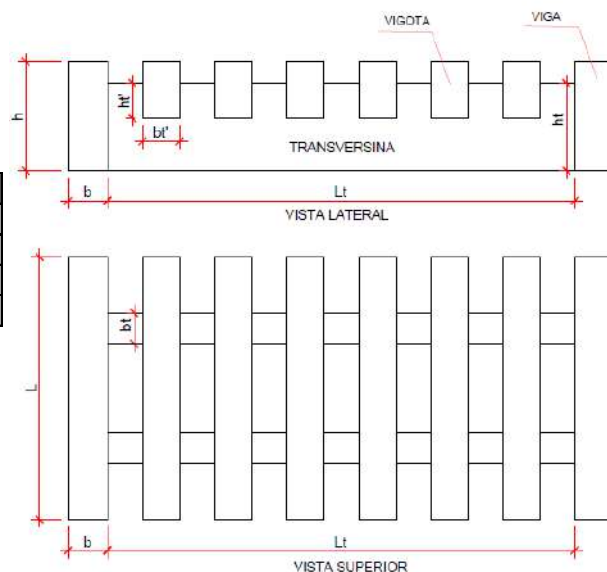 VIGOTA
VIGA
h
ht'
bt'
TRANSVERSINA
ht
b
Lt
VISTA LATERAL
bt
L
b
Lt
VISTA SUPERIOR